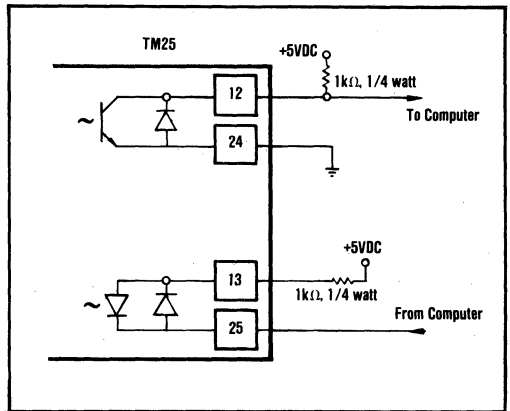 TM25
+5VDC
1kΩ, 1/4 watt
12
To Computer
24
+5VDC
13
1kΩ, 1/4 watt
25
From Computer